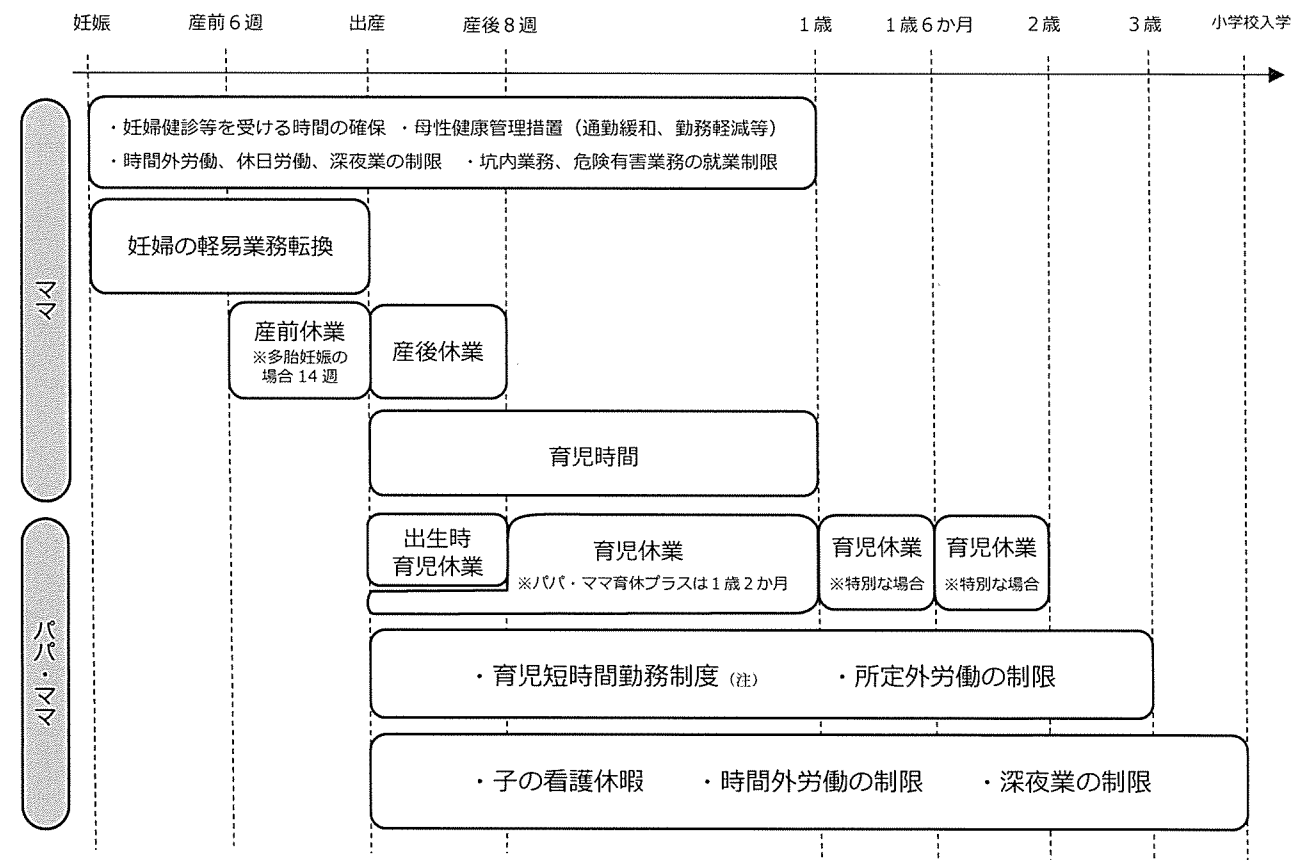 妊娠 産前６週 出産 産後８週 １歳 １歳６か月 ２歳 ３歳 小学校入学
ママ
・妊婦健診等を受ける時間の確保 ・母性健康管理措置（通勤緩和、勤務軽減等）
・時間外労働、休日労働、深夜業の制限 ・坑内業務、危険有害業務の就業制限
妊婦の軽易業務転換
産前休業
※多胎妊娠の
場合 14 週
産後休業
育児時間
パパ・ママ
出生時
育児休業
育児休業
※パパ・ママ育休プラスは１歳２か月
育児休業
※特別な場合
育児休業
※特別な場合
・育児短時間勤務制度（注） ・所定外労働の制限
・子の看護休暇 ・時間外労働の制限 ・深夜業の制限